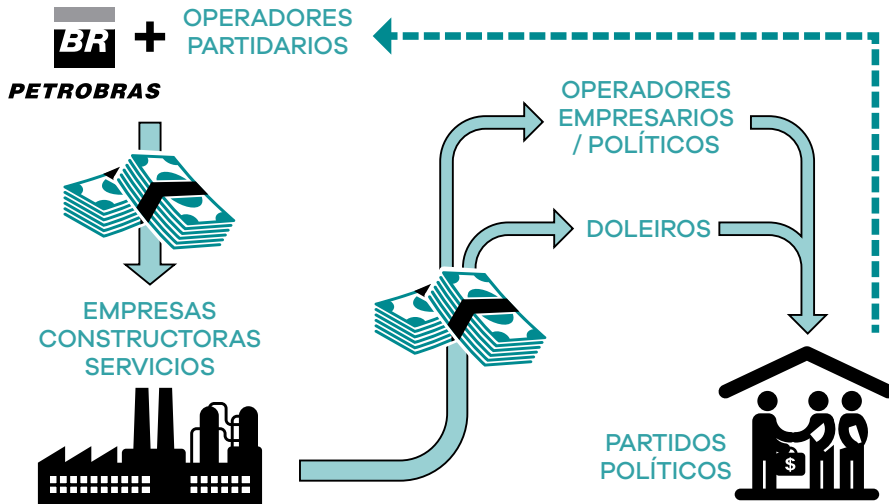 BR
PETROBRAS
+
OPERADORES
PARTIDARIOS
EMPRESAS
CONSTRUCTORAS
SERVICIOS
OPERADORES
EMPRESARIOS
/ POLÍTICOS
DOLEIROS
PARTIDOS
POLÍTICOS
$